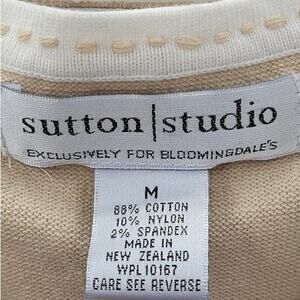 sutton|studio
EXCLUSIVELY FOR BLOOMINGDALE'S
M
88% COTTON
10% NYLON
2% SPANDEX
MADE IN
NEW ZEALAND
WPL10167
CARE SEE REVERSE